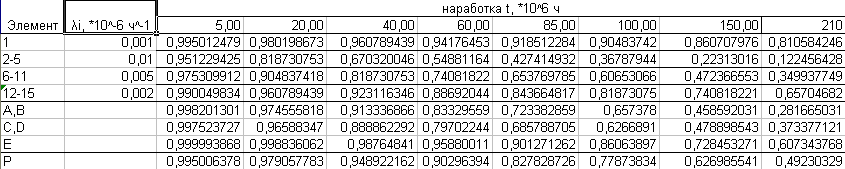 наработка t, *10^6 ч
Элемент λi, *10^-6 ч^-1 5,00 20,00 40,00 60,00 85,00 100,00 150,00 210
1 0,001 0,995012479 0,980198673 0,960789439 0,94176453 0,918512284 0,90483742 0,860707976 0,810584246
2-5 0,01 0,951229425 0,818730753 0,670320046 0,54881164 0,427414932 0,36787944 0,22313016 0,122456428
6-11 0,005 0,975309912 0,904837418 0,818730753 0,74081822 0,653769785 0,60653066 0,472366553 0,349937749
12-15 0,002 0,990049834 0,960789439 0,923116346 0,88692044 0,843664817 0,81873075 0,740818221 0,65704682
A,B 0,998201301 0,974555818 0,913336866 0,83329559 0,723382859 0,657378 0,458592031 0,281665031
C,D 0,997523727 0,96588347 0,888862292 0,79702244 0,685788705 0,6266891 0,478898543 0,373377121
E 0,999993868 0,998836062 0,98764841 0,95880011 0,901271262 0,86063897 0,728453271 0,607343768
P 0,995006378 0,979057783 0,948922162 0,90296394 0,827828726 0,77873834 0,626985541 0,49230329